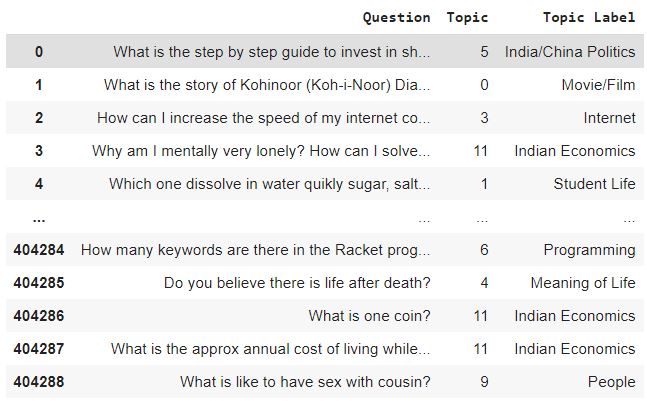 Question Topic Topic Label
0 What is the step by step guide to invest in sh... 5 India/China Politics
1 What is the story of Kohinoor (Koh-i-Noor) Dia... 0 Movie/Film
2 How can I increase the speed of my internet co... 3 Internet
3 Why am I mentally very lonely? How can I solve... 11 Indian Economics
4 Which one dissolve in water quikly sugar, salt... 1 Student Life
... ... ... ...
404284 How many keywords are there in the Racket prog... 6 Programming
404285 Do you believe there is life after death? 4 Meaning of Life
404286 What is one coin? 11 Indian Economics
404287 What is the approx annual cost of living while... 11 Indian Economics
404288 What is like to have sex with cousin? 9 People